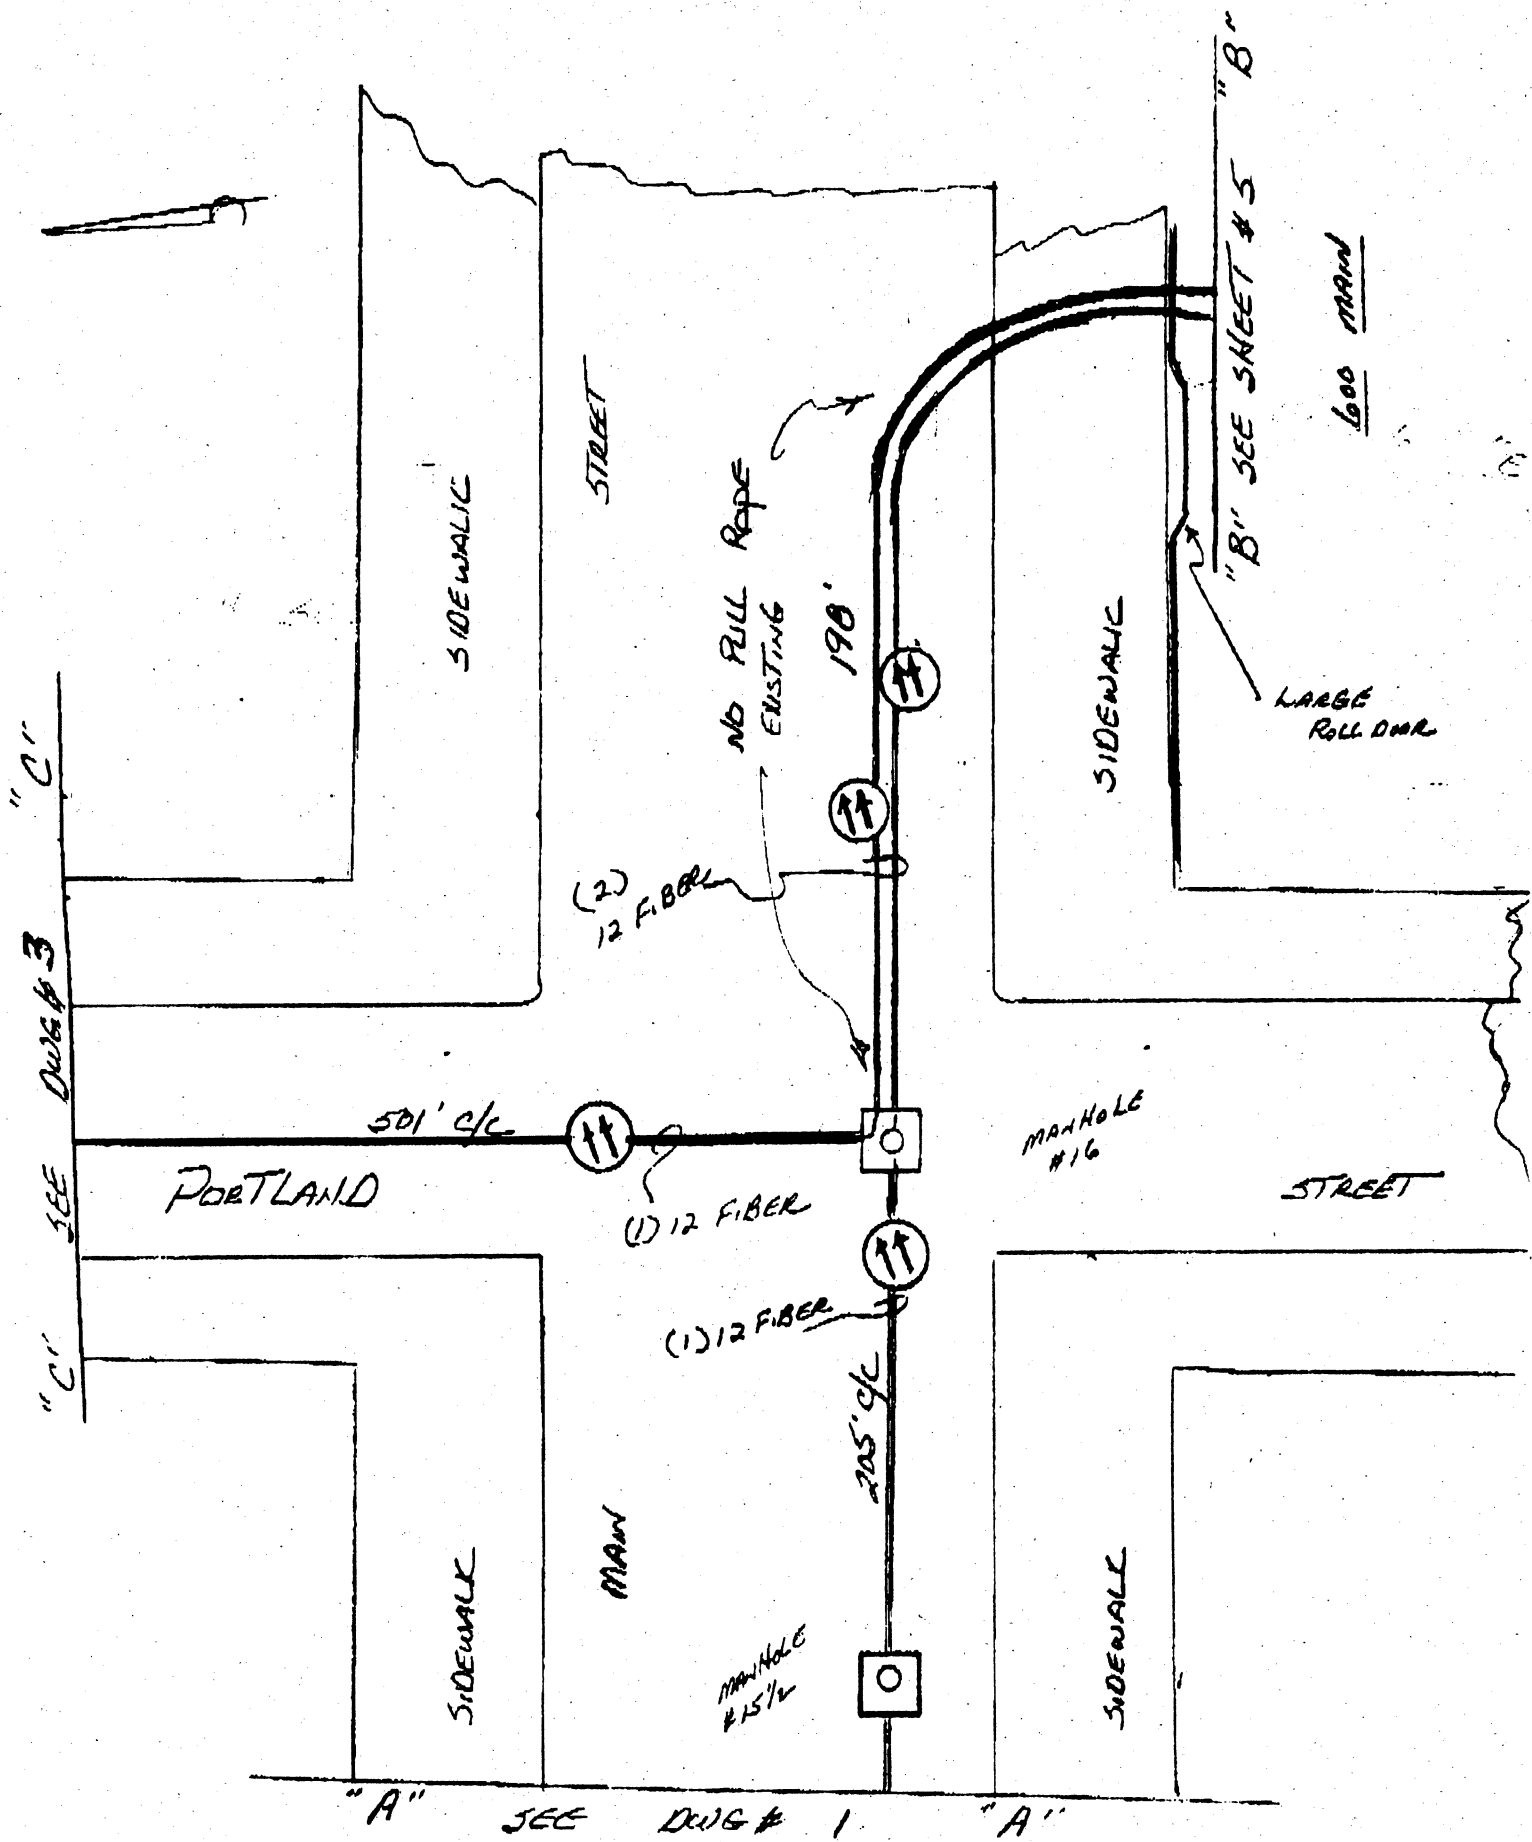 "B" SEE SHEET #5 "B"
600 MAIN
STREET
SIDEWALK
NO PULL ROPE
EXISTING
198'
SIDEWALK
LARGE
ROLL DOOR
(2)
12 FIBER
"C" SEE DWG #3 "C"
501' C/C
MANHOLE
#16
PORTLAND
STREET
(1) 12 FIBER
(1) 12 FIBER
205' C/C
MAIN
SIDEWALK
SIDEWALK
MANHOLE
#15 1/2
"A" SEE DWG # 1 "A"